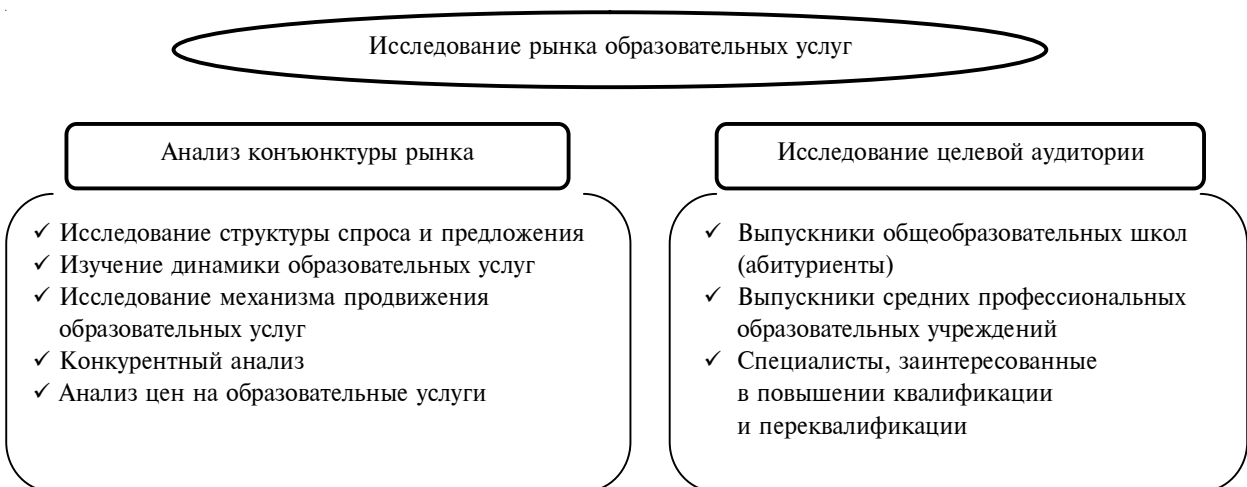 Исследование рынка образовательных услуг
Анализ конъюнктуры рынка
✓ Исследование структуры спроса и предложения
✓ Изучение динамики образовательных услуг
✓ Исследование механизма продвижения
образовательных услуг
✓ Конкурентный анализ
✓ Анализ цен на образовательные услуги
Исследование целевой аудитории
✓ Выпускники общеобразовательных школ
(абитуриенты)
✓ Выпускники средних профессиональных
образовательных учреждений
✓ Специалисты, заинтересованные
в повышении квалификации
и переквалификации